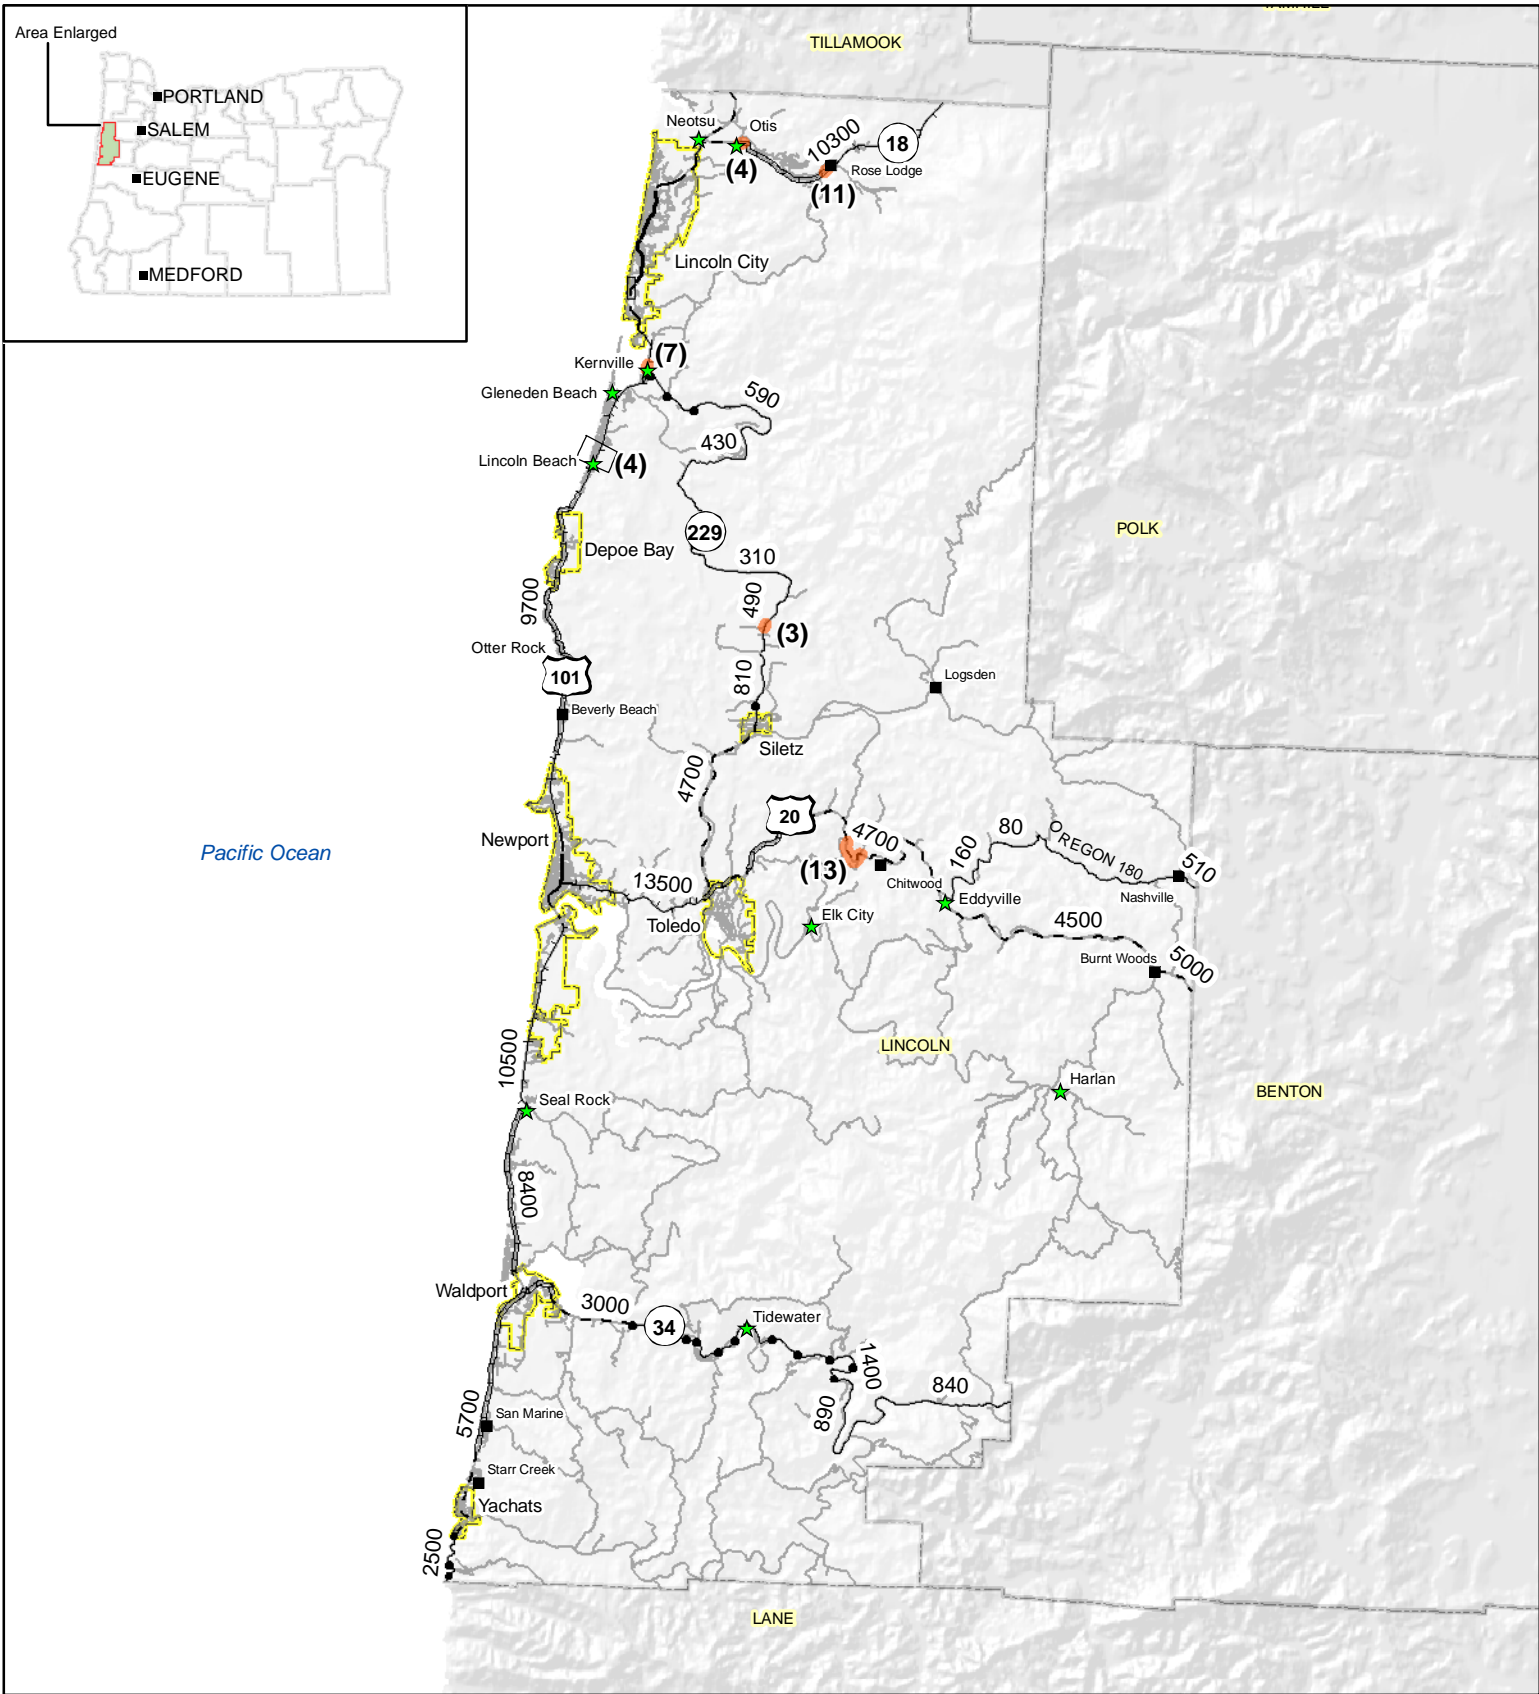 Area Enlarged
PORTLAND
SALEM
EUGENE
MEDFORD
TILLAMOOK
Neotsu
Otis
10300
18
(4)
Rose Lodge
(11)
Lincoln City
(7)
Kernville
Gleneden Beach
590
430
Lincoln Beach
(4)
229
POLK
Depoe Bay
310
9700
490
(3)
Otter Rock
101
810
Logsden
Beverly Beach
Siletz
4700
20
Newport
4700
160
80
OREGON 180
510
Pacific Ocean
(13)
Chitwood
13500
Nashville
Eddyville
Toledo
Elk City
4500
Burnt Woods
5000
10500
LINCOLN
Harlan
BENTON
Seal Rock
8400
Waldport
3000
34
Tidewater
1400
840
890
5700
San Marine
Starr Creek
Yachats
2500
LANE